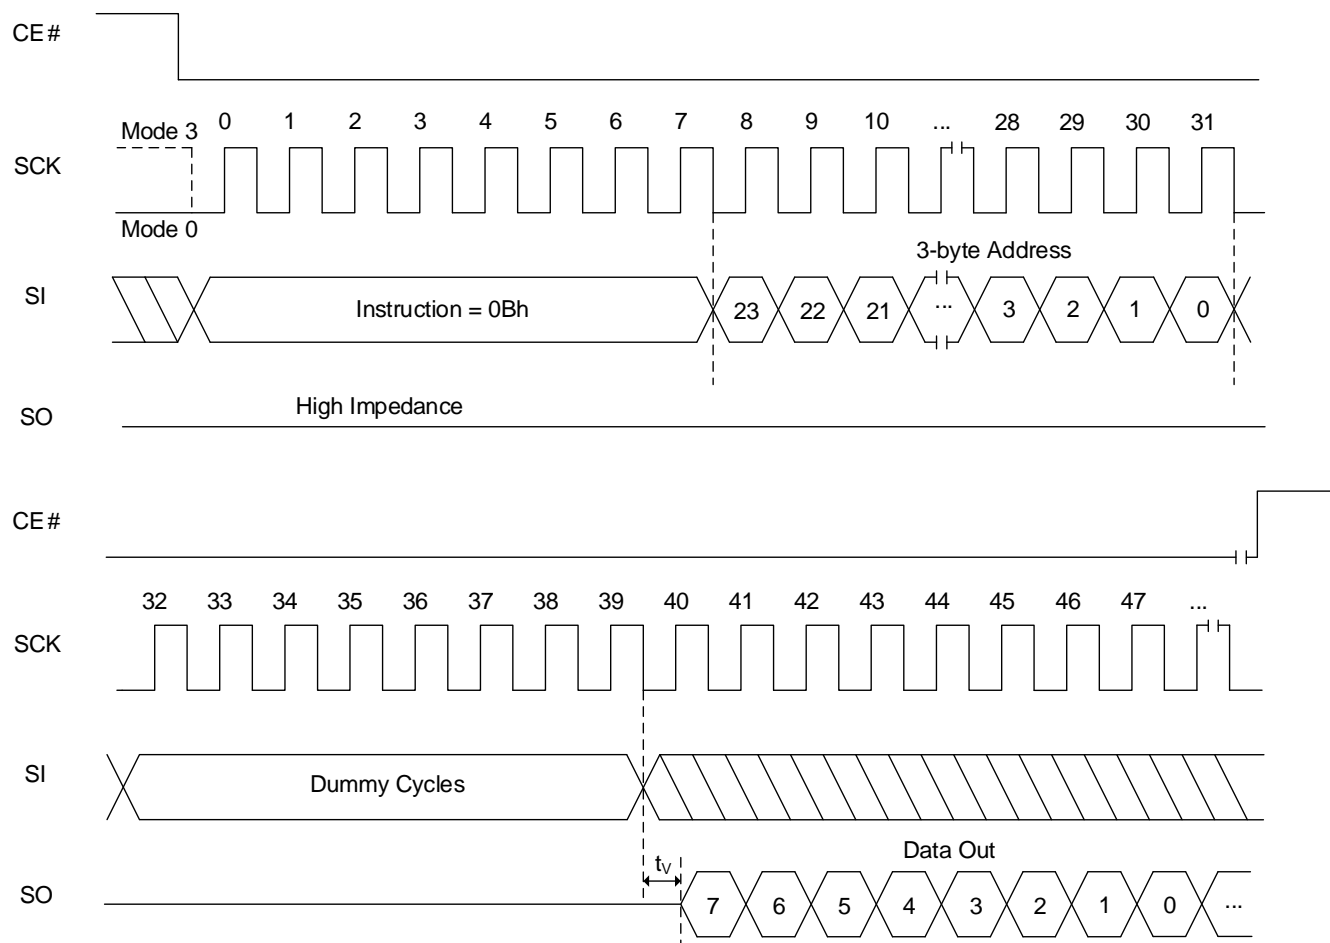 CE#
0 1 2 3 4 5 6 7 8 9 10 ... 28 29 30 31
Mode 3
SCK
Mode 0
3-byte Address
SI
Instruction = 0Bh 23 22 21 ... 3 2 1 0
High Impedance
SO
CE#
32 33 34 35 36 37 38 39 40 41 42 43 44 45 46 47 ...
SCK
SI
Dummy Cycles
Data Out
tV
SO
7 6 5 4 3 2 1 0 ...